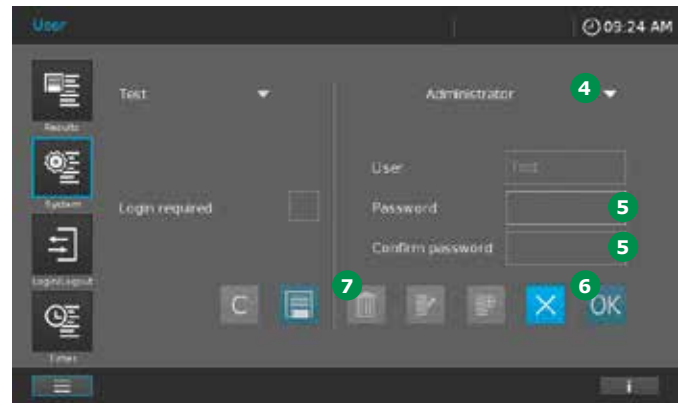 User
09:24 AM
Results
System
Login/Logout
Times
Test
Login required
Administrator
4
User
Test
Password
5
Confirm password
5
7
6
C
OK
i